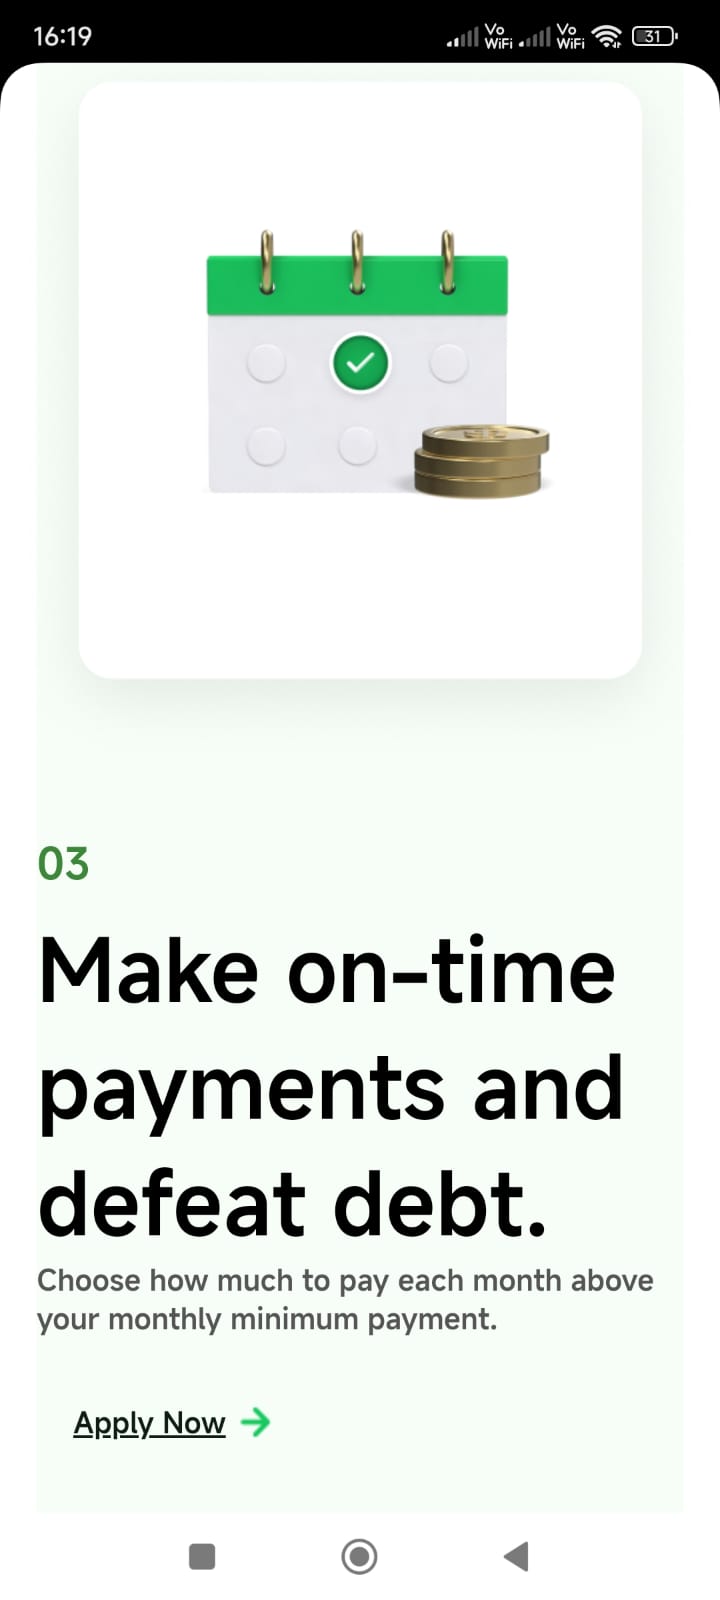 16:19
Vo WiFi Vo WiFi 31
03
Make on-time
payments and
defeat debt.
Choose how much to pay each month above
your monthly minimum payment.
Apply Now